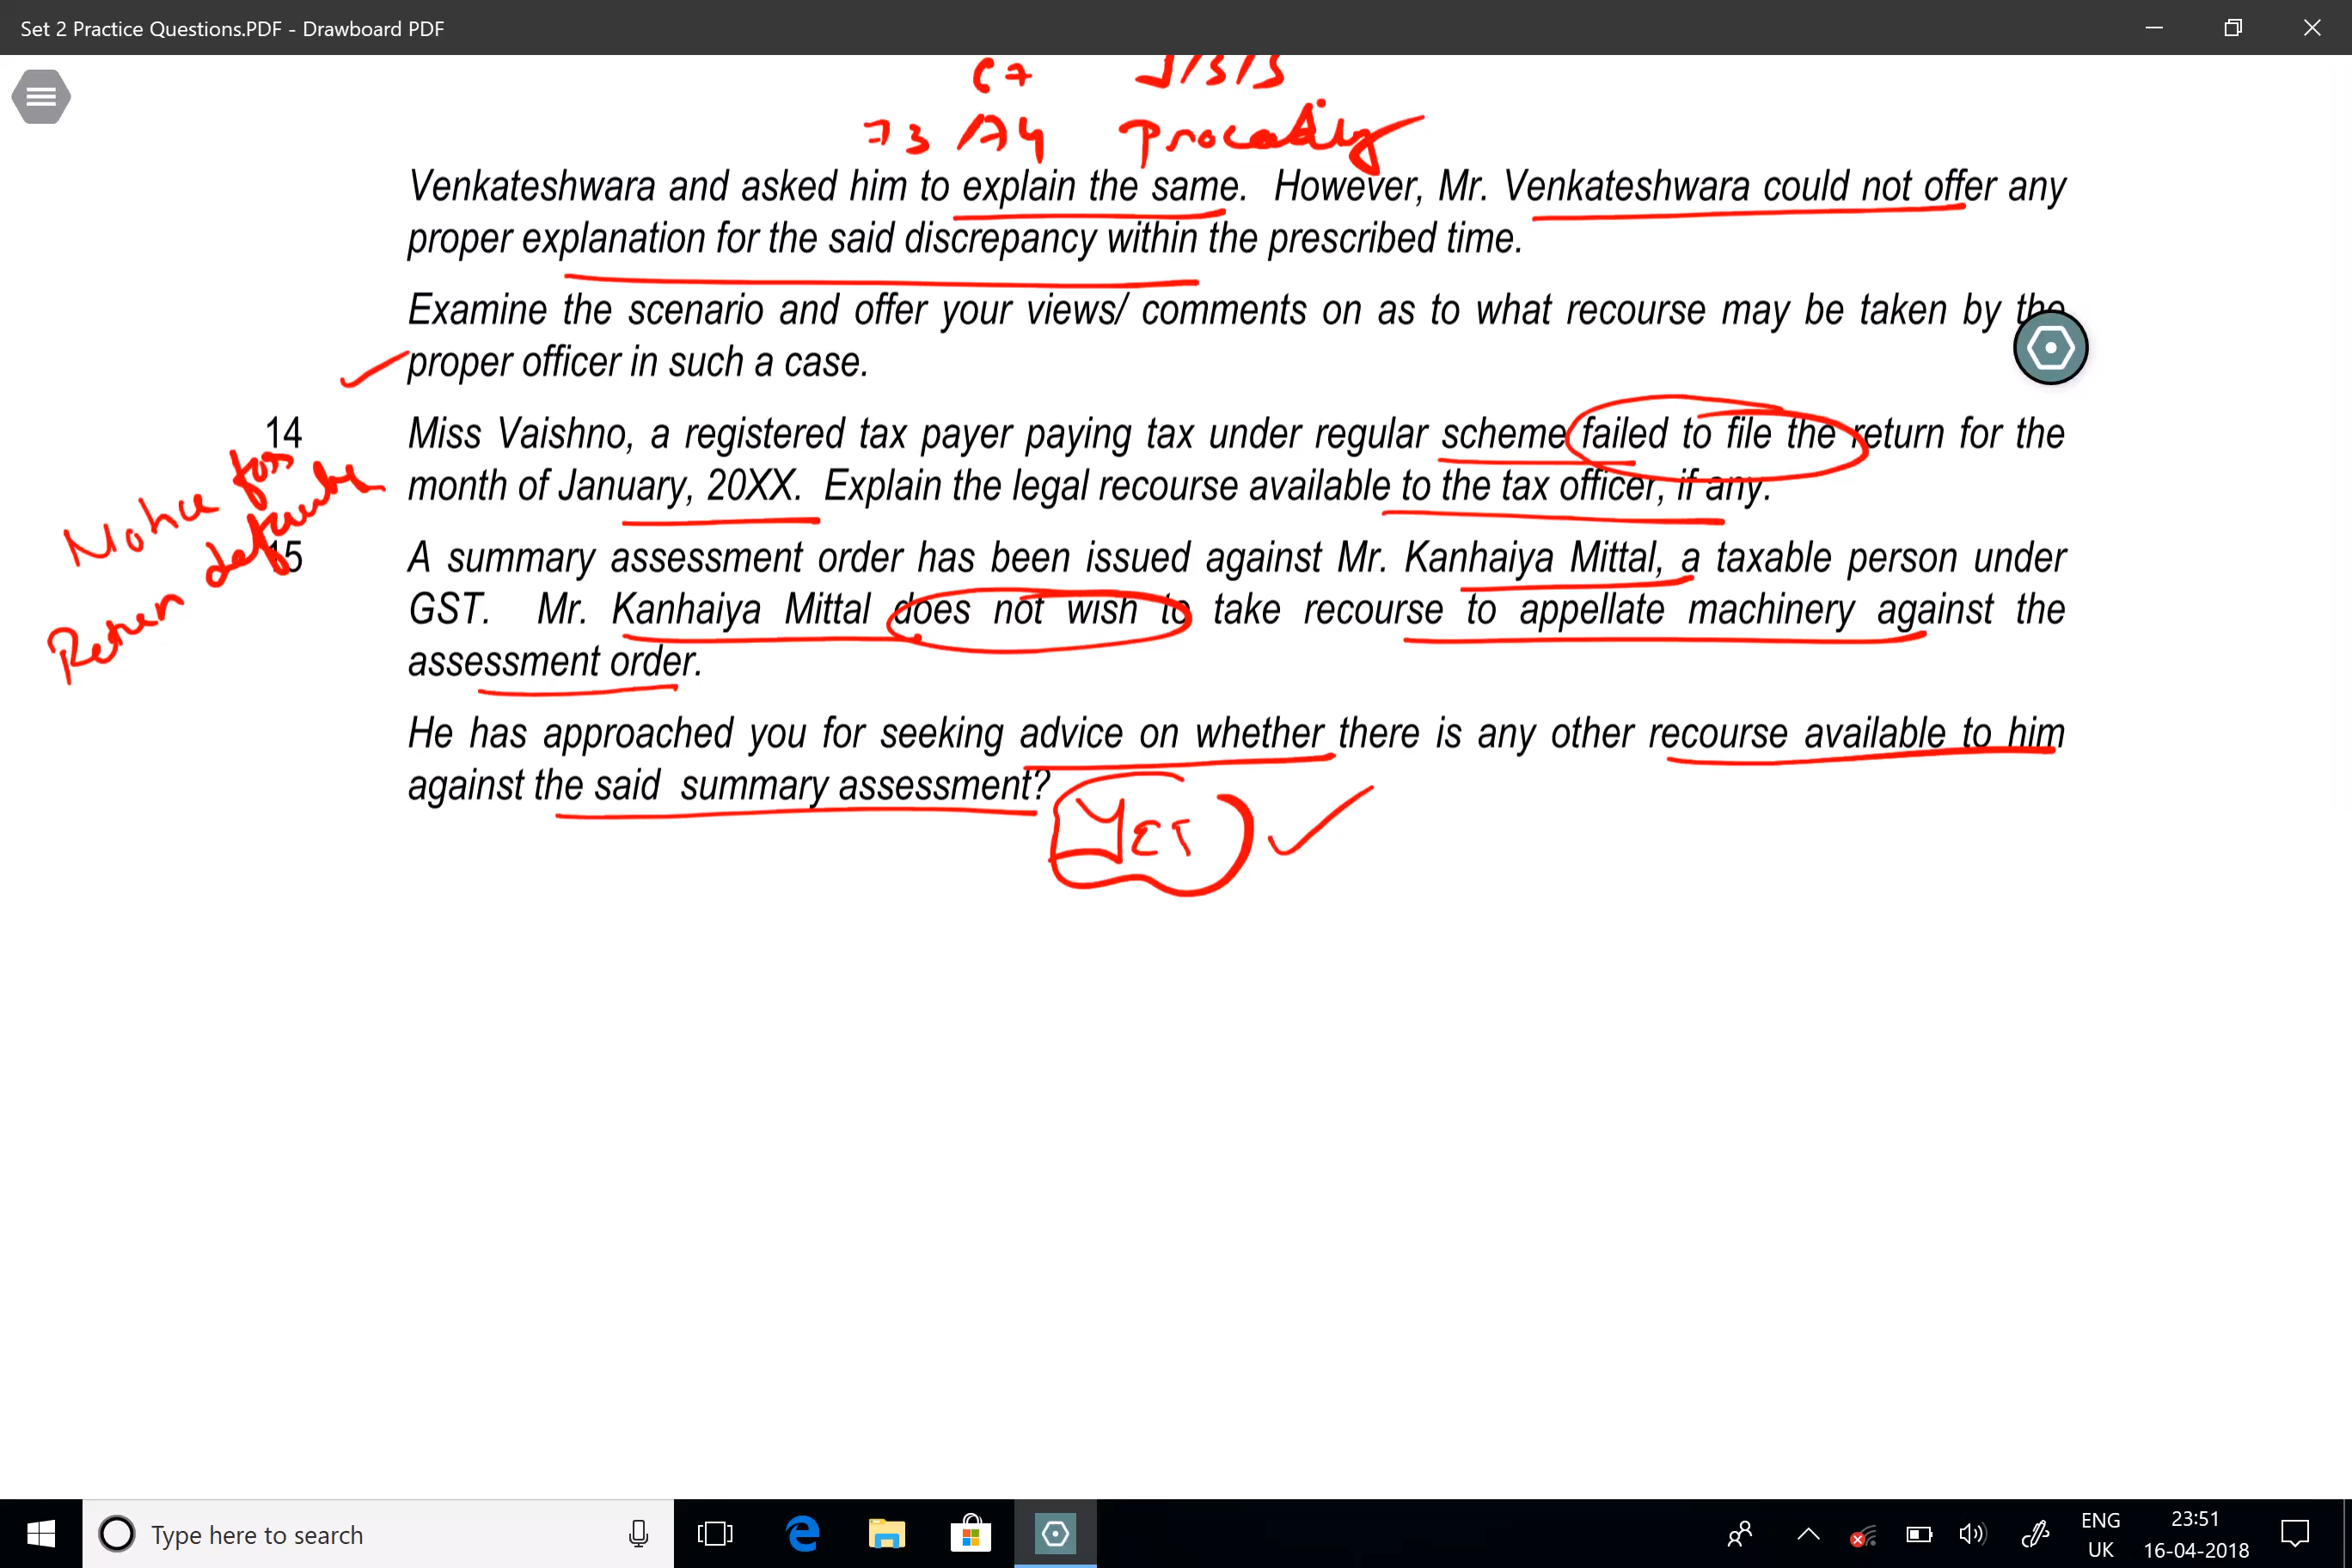 Set 2 Practice Questions.PDF - Drawboard PDF
73 A4
Venkateshwara and asked him to explain the same. However, Mr. Venkateshwara could not offer any
proper explanation for the said discrepancy within the prescribed time.
Examine the scenario and offer your views/ comments on as to what recourse may be taken by the
proper officer in such a case.
14 Miss Vaishno, a registered tax payer paying tax under regular scheme failed to file the return for the
month of January, 20XX. Explain the legal recourse available to the tax officer, if any.
Notice for
Return default
15 A summary assessment order has been issued against Mr. Kanhaiya Mittal, a taxable person under
GST. Mr. Kanhaiya Mittal does not wish to take recourse to appellate machinery against the
assessment order.
He has approached you for seeking advice on whether there is any other recourse available to him
against the said summary assessment?
Type here to search
ENG
UK
23:51
16-04-2018